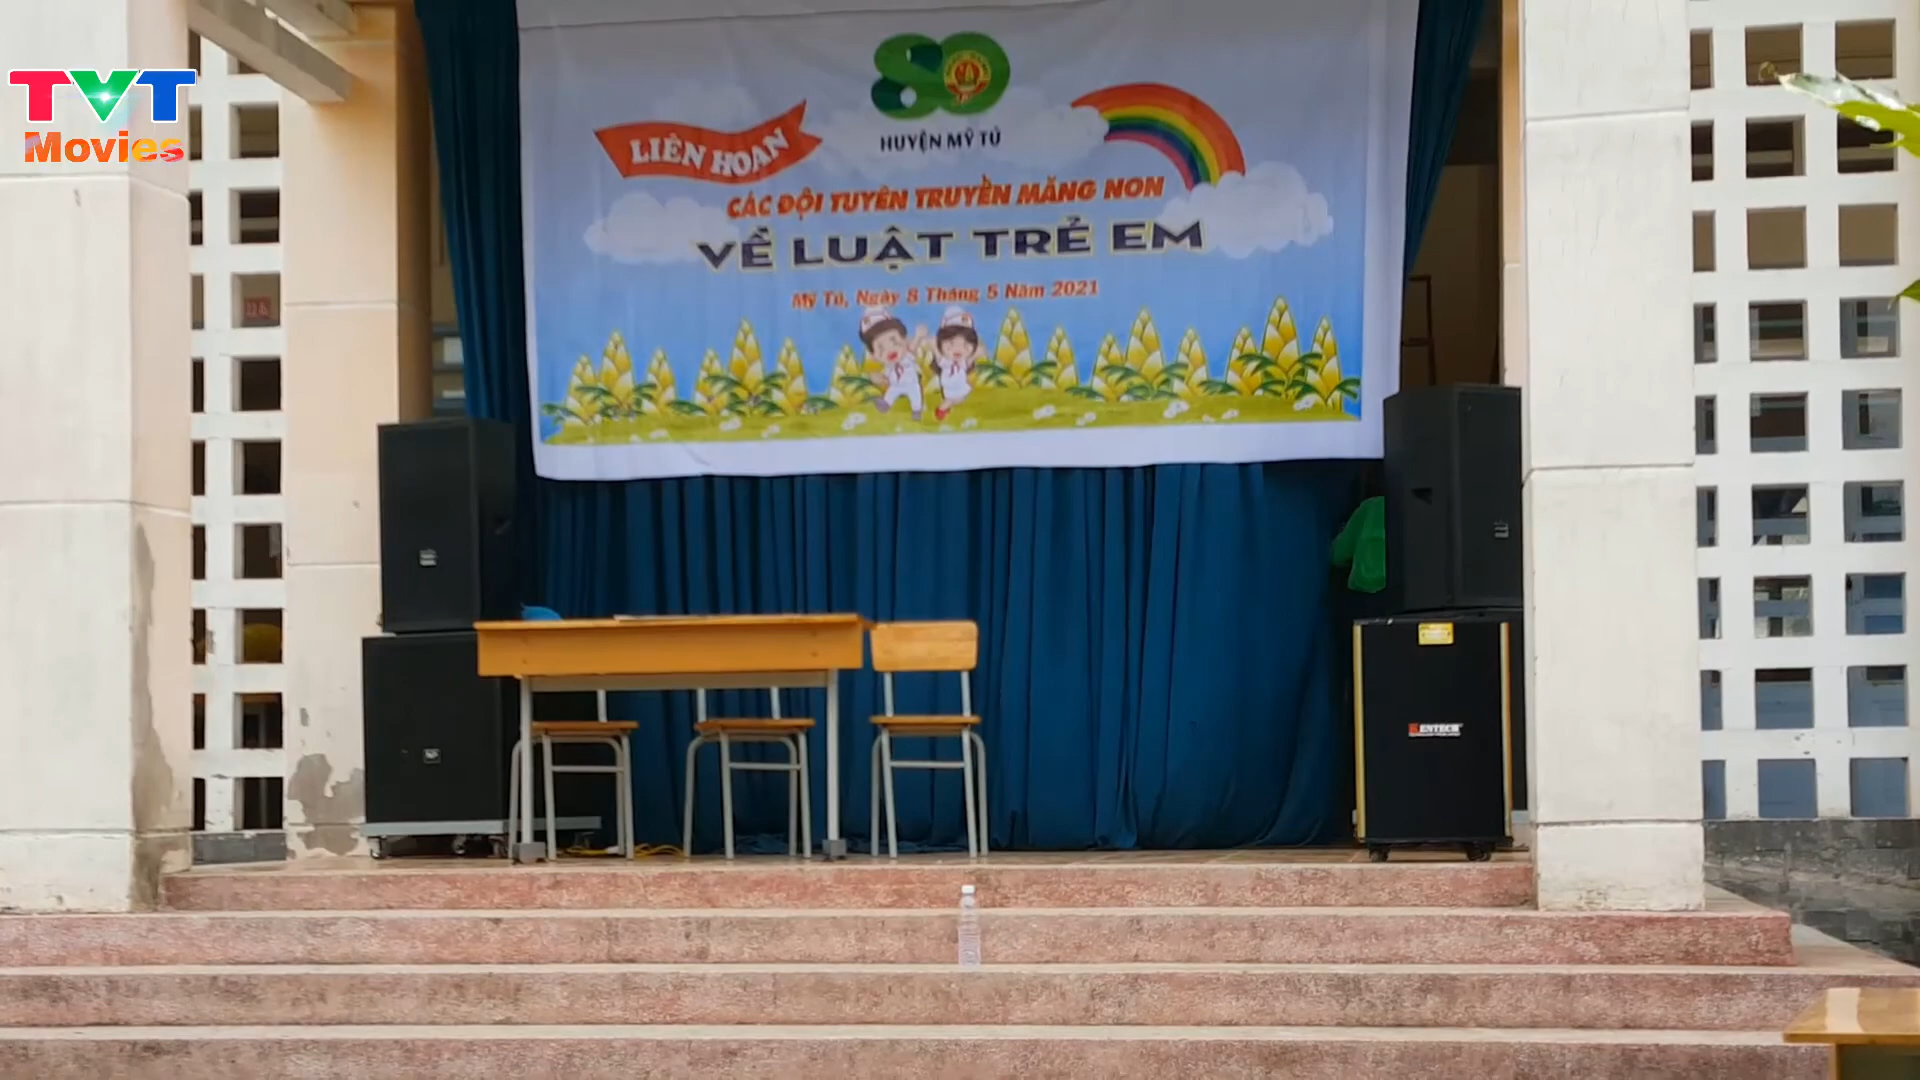 TVT
Movies
80
HUYỆN MỸ TÚ
LIÊN HOAN
CÁC ĐỘI TUYÊN TRUYỀN MĂNG NON
VỀ LUẬT TRẺ EM
Mỹ Tú, Ngày 8 Tháng 5 Năm 2021
KENTECH